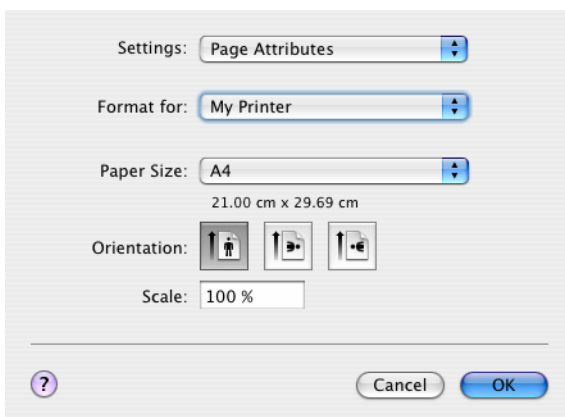 Settings: Page Attributes
Format for: My Printer
Paper Size: A4
21.00 cm x 29.69 cm
Orientation:
Scale: 100 %
? Cancel OK